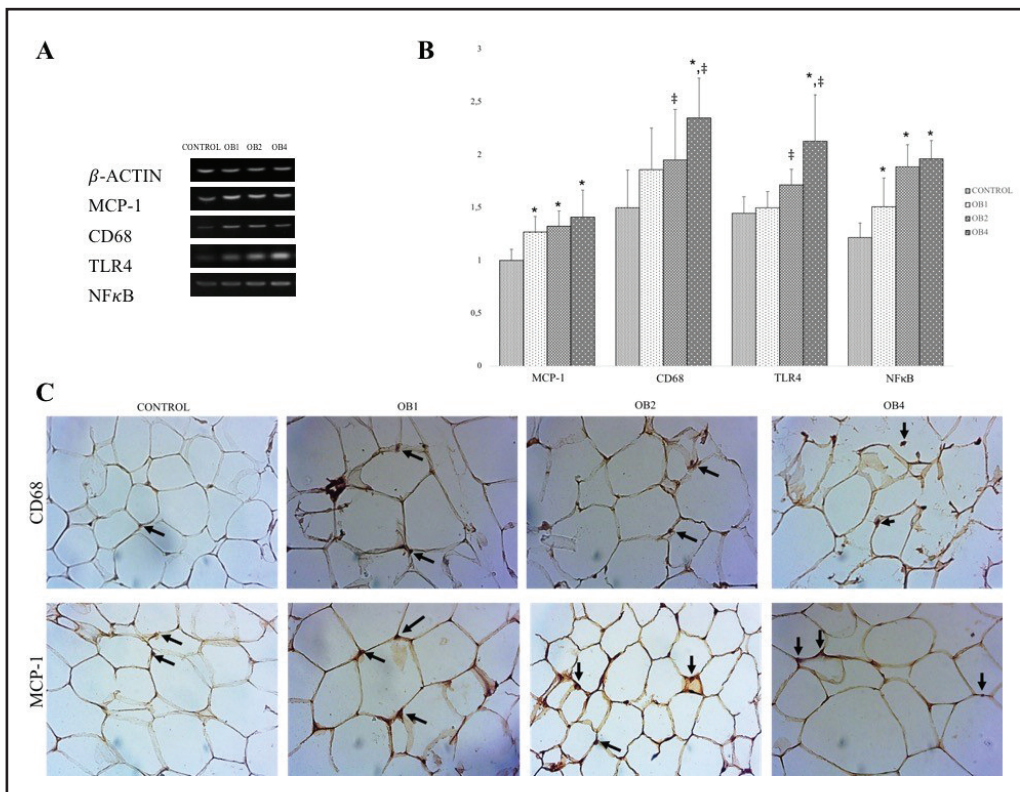 A
CONTROL OB1 OB2 OB4
β-ACTIN
MCP-1
CD68
TLR4
NFκB
B
3
2,5
2
1,5
1
0,5
0
* * *
‡ *,‡
‡ *,‡
* * *
MCP-1 CD68 TLR4 NFκB
CONTROL
OB1
OB2
OB4
C
CONTROL OB1 OB2 OB4
CD68
MCP-1